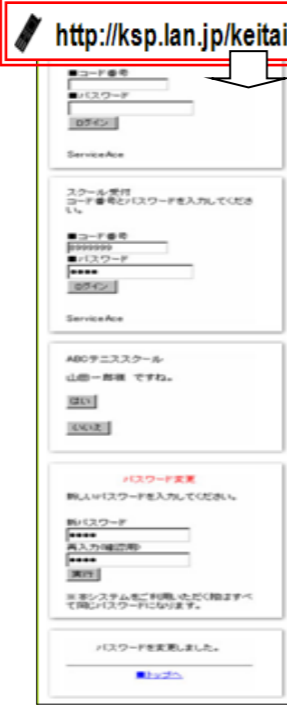 http://ksp.lan.jp/keitai
■コード番号
■パスワード
ログイン
ServiceAce
スクール受付
コード番号とパスワードを入力してくださ
い。
■コード番号
9999999
■パスワード
****
ログイン
ServiceAce
ABCテニススクール
山田一郎様 ですね。
はい
いいえ
パスワード変更
新しいパスワードを入力してください。
新パスワード
****
再入力(確認用)
****
実行
※本システムをご利用いただく際はすべ
て同じパスワードになります。
パスワードを変更しました。
■トップへ